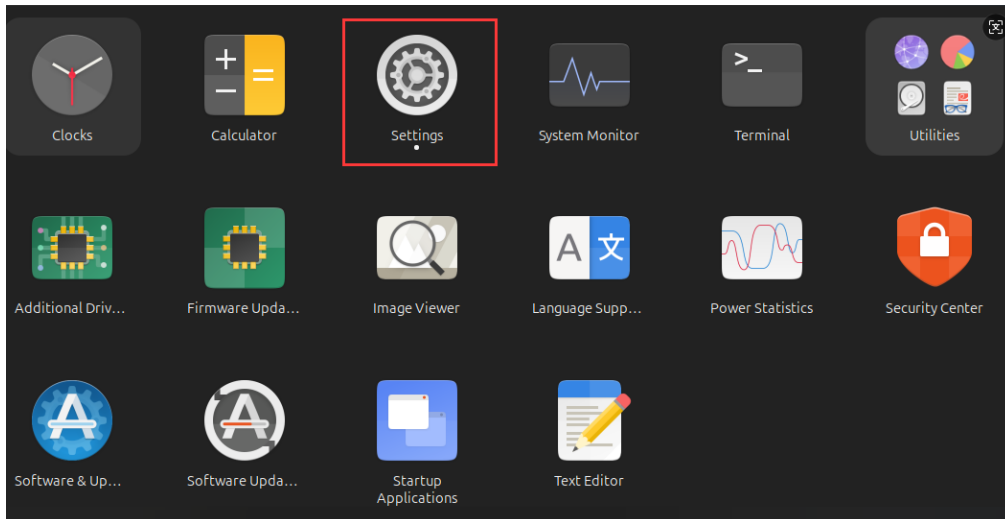 Clocks
Calculator
Settings
System Monitor
>_
Terminal
Utilities
Additional Driv...
Firmware Upda...
Image Viewer
A 文
Language Supp...
Power Statistics
Security Center
Software & Up...
Software Upda...
Startup
Applications
Text Editor